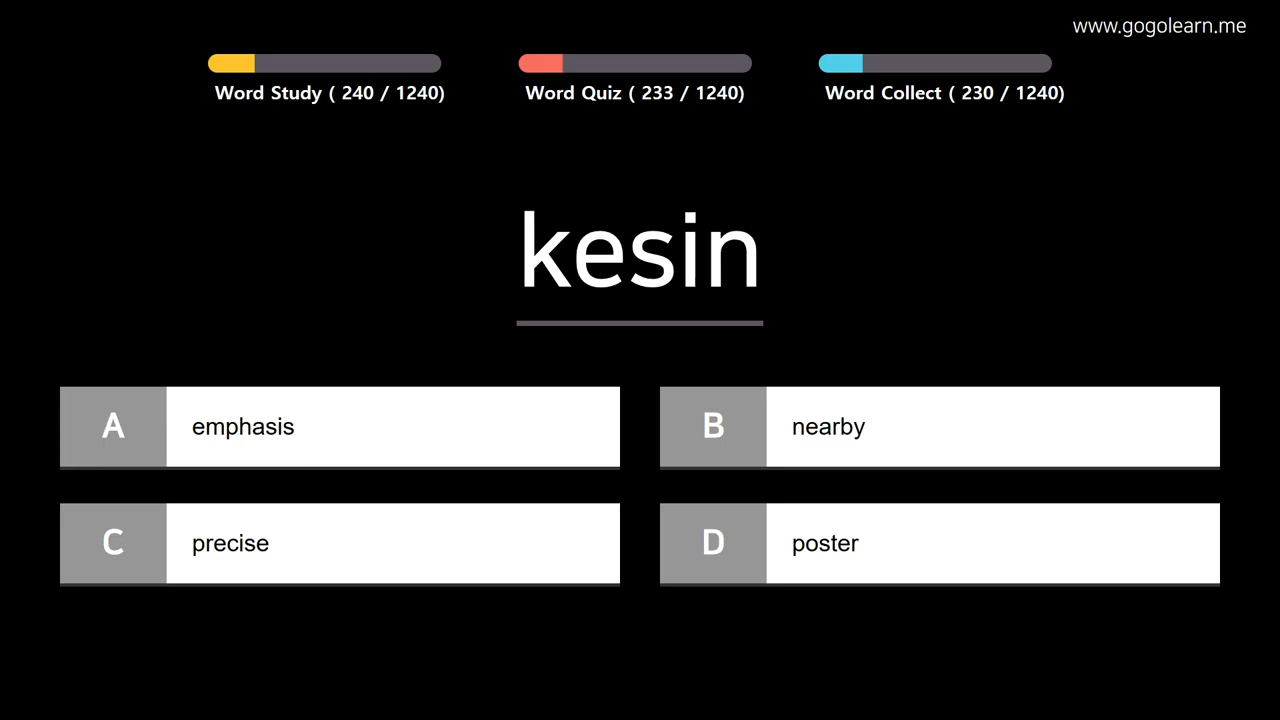 www.gogolearn.me
Word Study ( 240 / 1240)
Word Quiz ( 233 / 1240)
Word Collect ( 230 / 1240)
kesin
A
emphasis
B
nearby
C
precise
D
poster